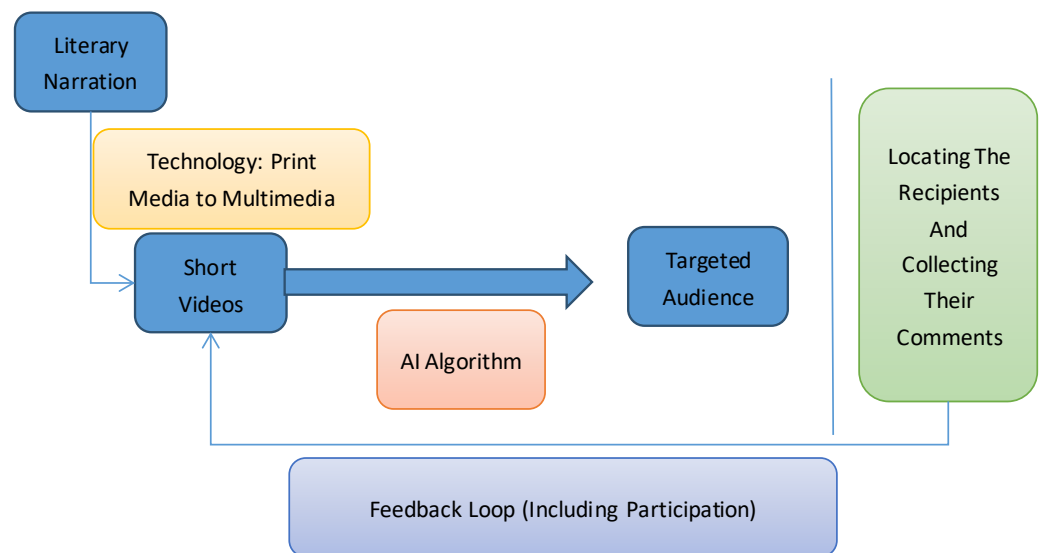 Literary
Narration
Technology: Print
Media to Multimedia
Short
Videos
AI Algorithm
Targeted
Audience
Locating The
Recipients
And
Collecting
Their
Comments
Feedback Loop (Including Participation)